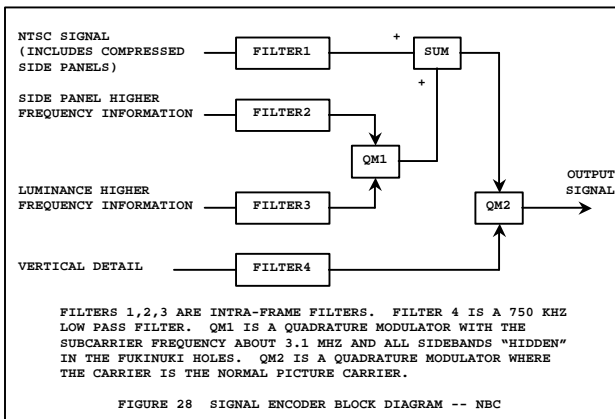 NTSC SIGNAL
(INCLUDES COMPRESSED
SIDE PANELS)
FILTER1
+
SUM
+
SIDE PANEL HIGHER
FREQUENCY INFORMATION
FILTER2
QM1
OUTPUT
SIGNAL
LUMINANCE HIGHER
FREQUENCY INFORMATION
FILTER3
QM2
VERTICAL DETAIL
FILTER4
FILTERS 1,2,3 ARE INTRA-FRAME FILTERS. FILTER 4 IS A 750 KHZ
LOW PASS FILTER. QM1 IS A QUADRATURE MODULATOR WITH THE
SUBCARRIER FREQUENCY ABOUT 3.1 MHZ AND ALL SIDEBANDS “HIDDEN”
IN THE FUKINUKI HOLES. QM2 IS A QUADRATURE MODULATOR WHERE
THE CARRIER IS THE NORMAL PICTURE CARRIER.
FIGURE 28 SIGNAL ENCODER BLOCK DIAGRAM -- NBC